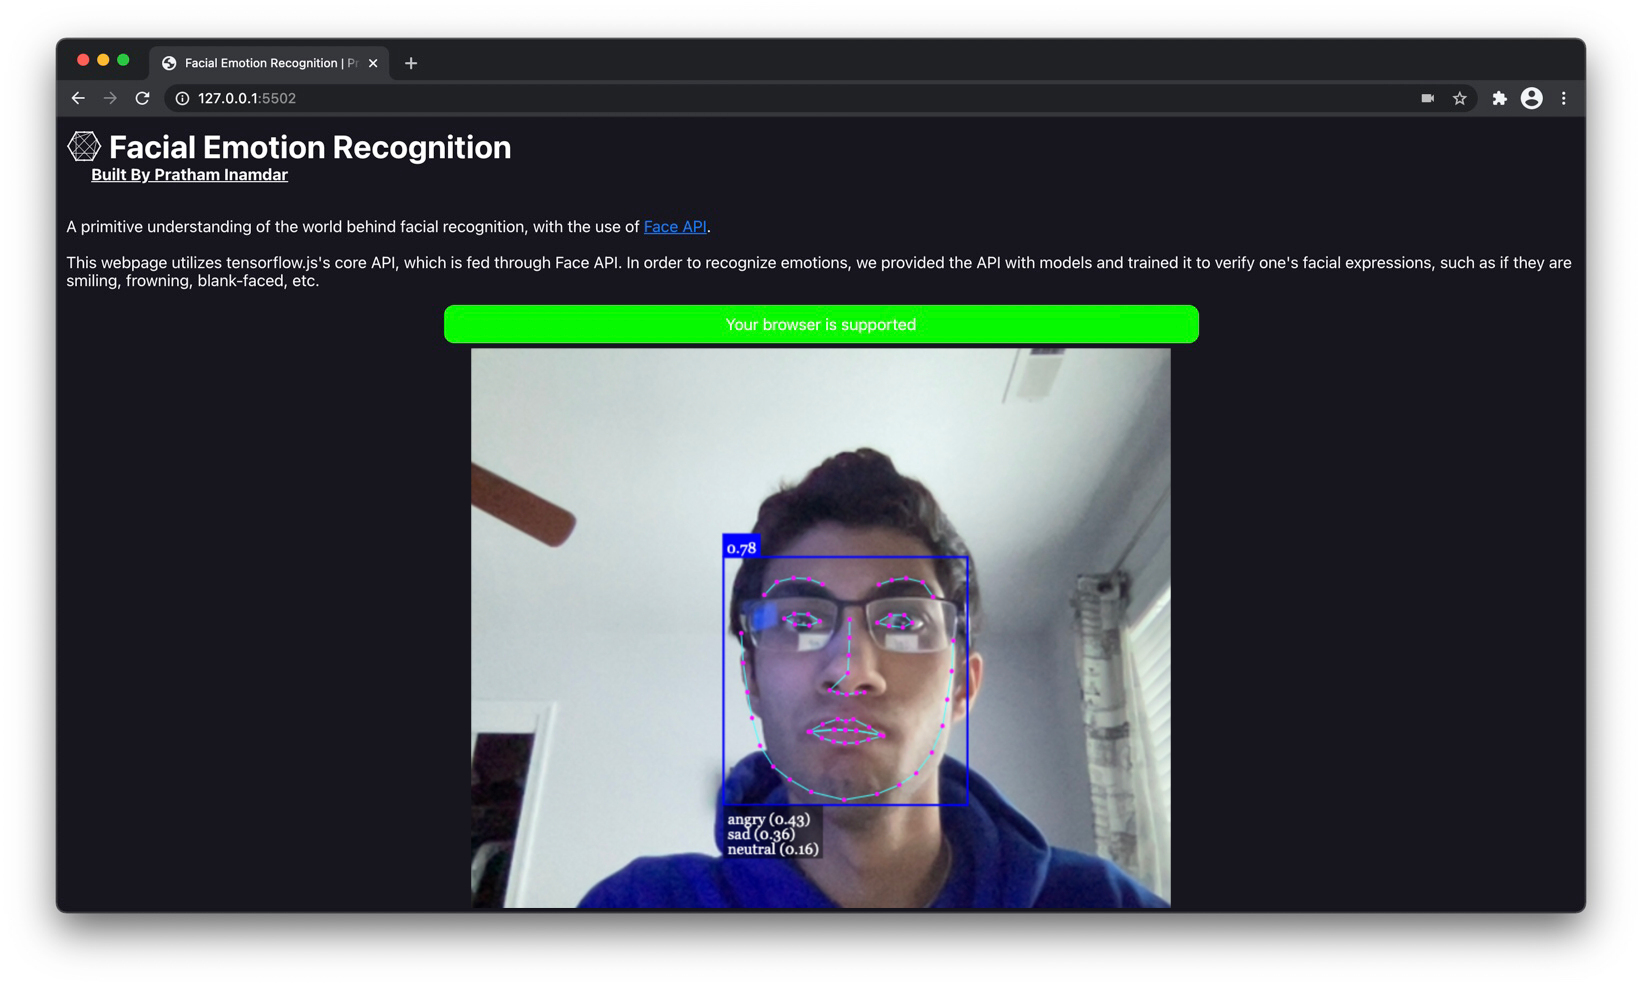 Facial Emotion Recognition | Pr
127.0.0.1:5502
Facial Emotion Recognition
Built By Pratham Inamdar
A primitive understanding of the world behind facial recognition, with the use of Face API.
This webpage utilizes tensorflow.js's core API, which is fed through Face API. In order to recognize emotions, we provided the API with models and trained it to verify one's facial expressions, such as if they are
smiling, frowning, blank-faced, etc.
Your browser is supported
0.78
angry (0.43)
sad (0.36)
neutral (0.16)